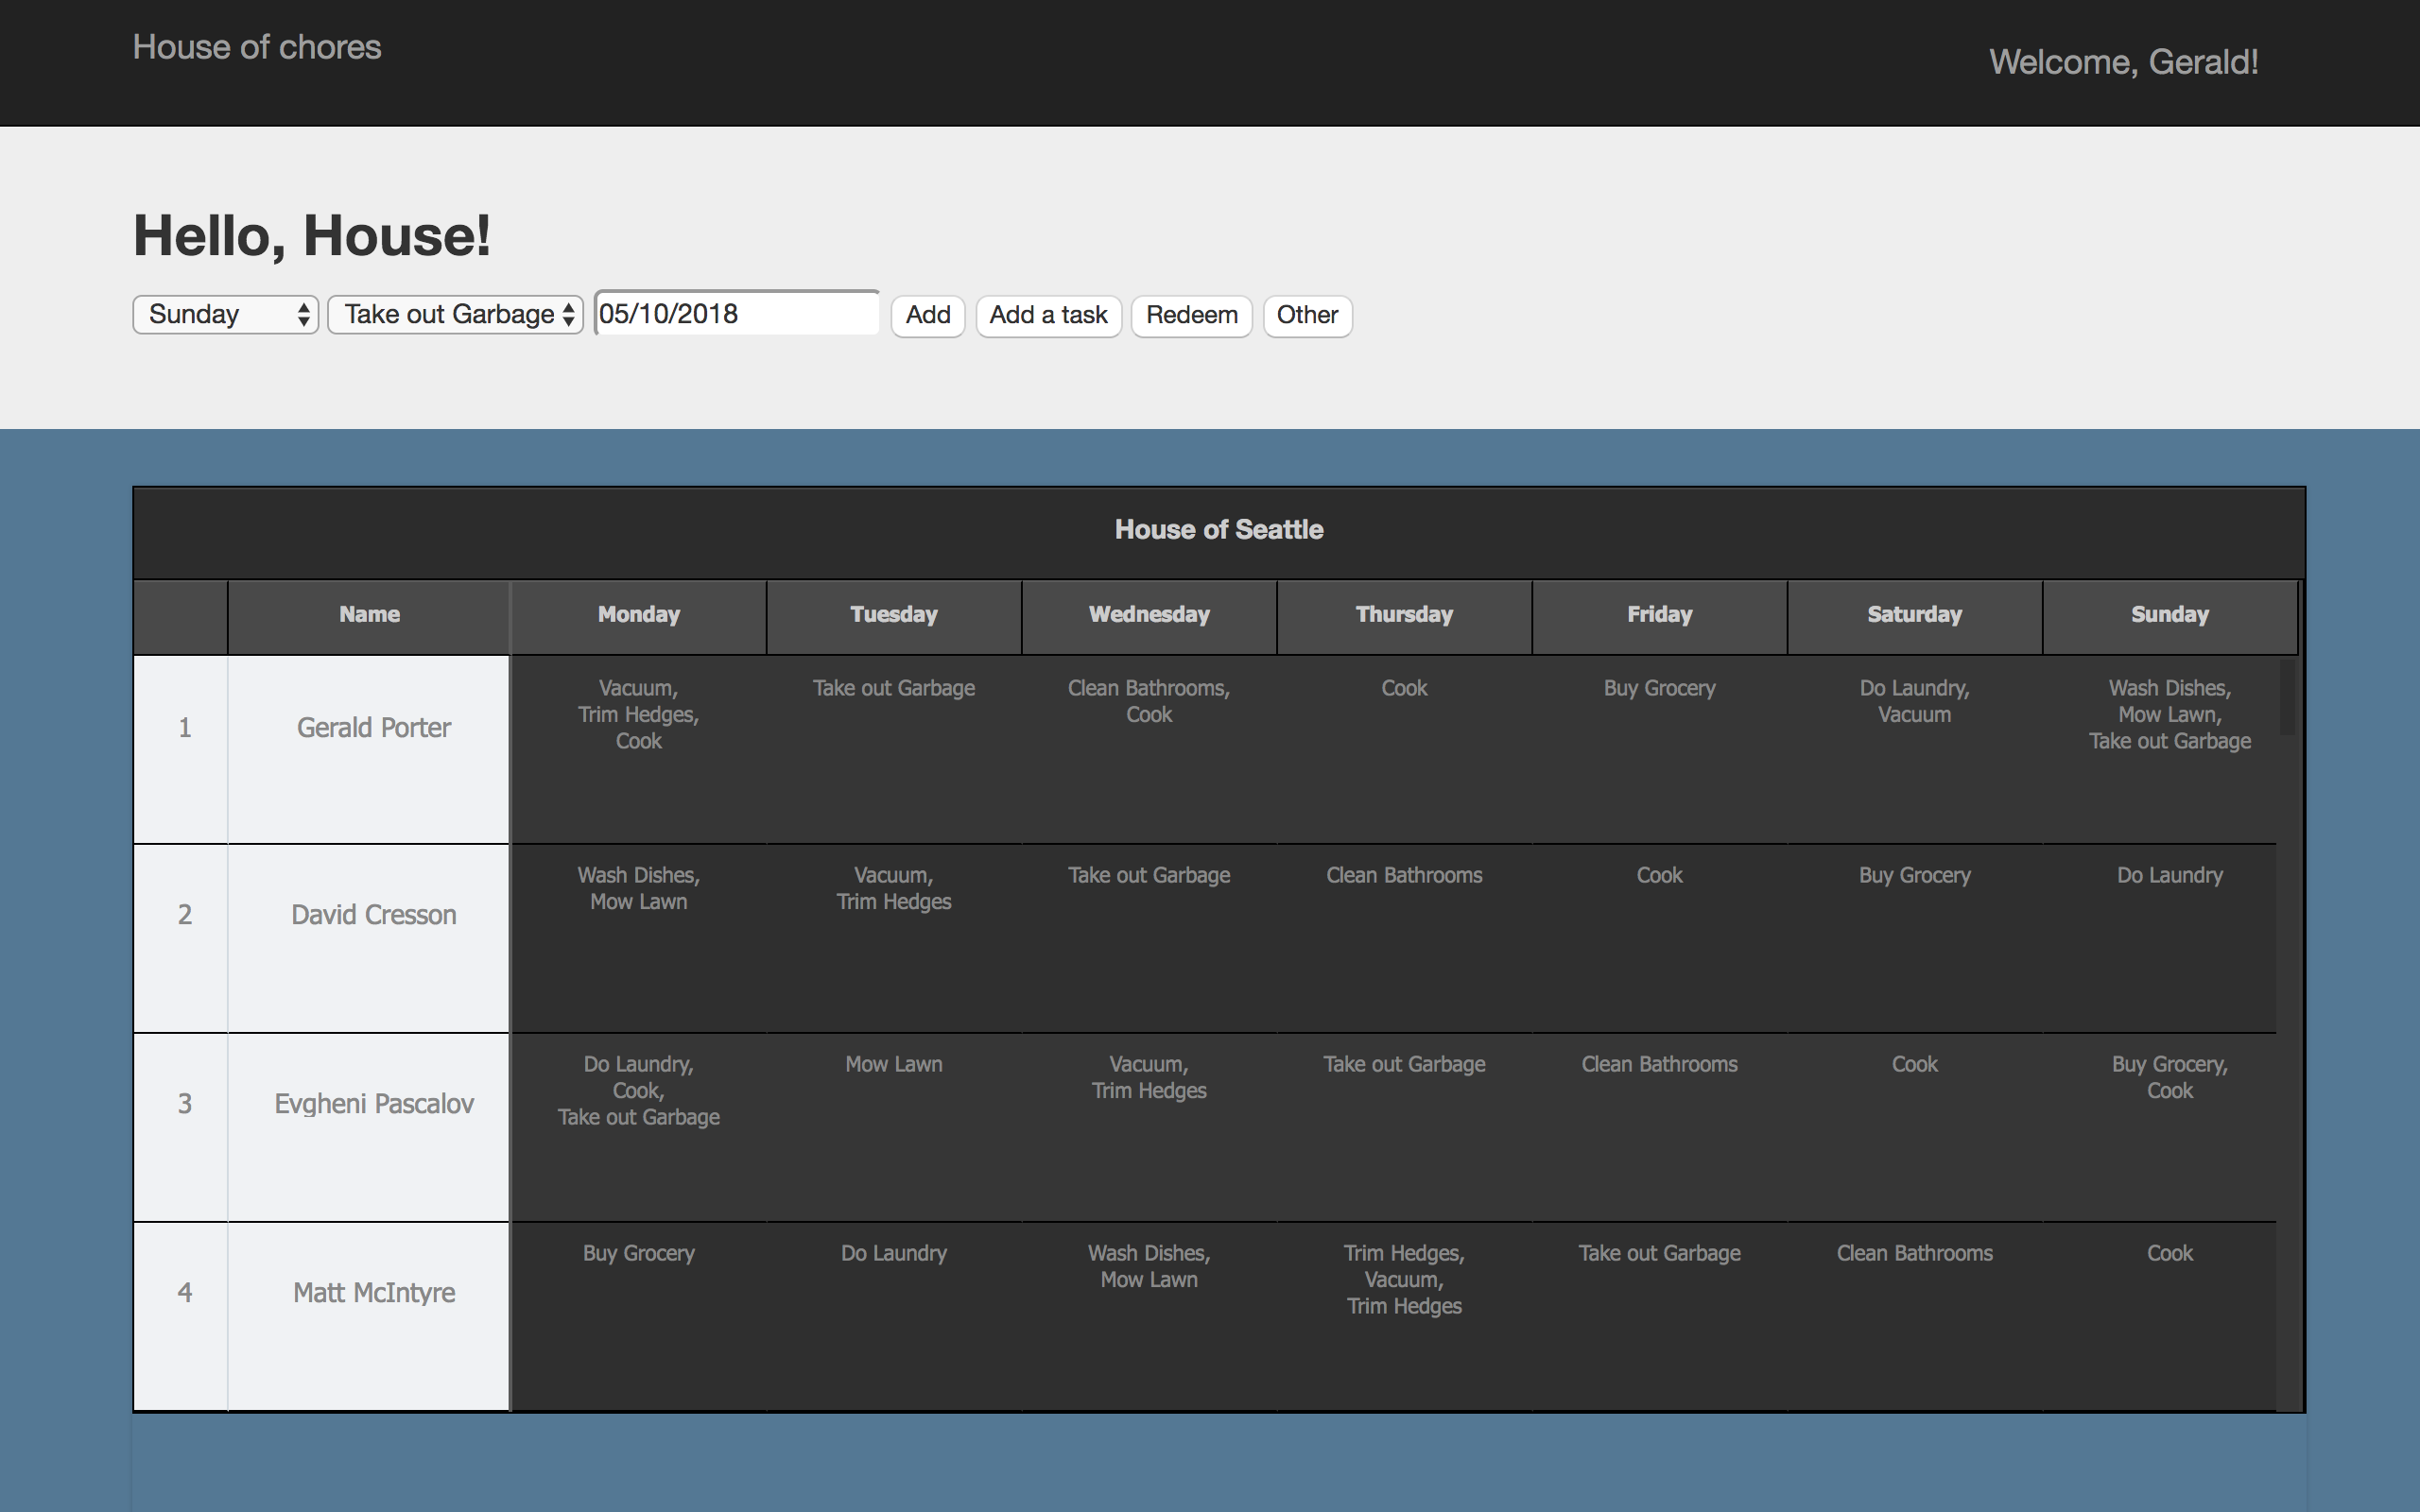 House of chores
Welcome, Gerald!
Hello, House!
Sunday Take out Garbage 05/10/2018 Add Add a task Redeem Other
House of Seattle
Name Monday Tuesday Wednesday Thursday Friday Saturday Sunday
1 Gerald Porter
Vacuum,
Trim Hedges,
Cook
Take out Garbage
Clean Bathrooms,
Cook
Cook
Buy Grocery
Do Laundry,
Vacuum
Wash Dishes,
Mow Lawn,
Take out Garbage
2 David Cresson
Wash Dishes,
Mow Lawn
Vacuum,
Trim Hedges
Take out Garbage
Clean Bathrooms
Cook
Buy Grocery
Do Laundry
3 Evgheni Pascalov
Do Laundry,
Cook,
Take out Garbage
Mow Lawn
Vacuum,
Trim Hedges
Take out Garbage
Clean Bathrooms
Cook
Buy Grocery,
Cook
4 Matt McIntyre
Buy Grocery
Do Laundry
Wash Dishes,
Mow Lawn
Trim Hedges,
Vacuum,
Trim Hedges
Take out Garbage
Clean Bathrooms
Cook